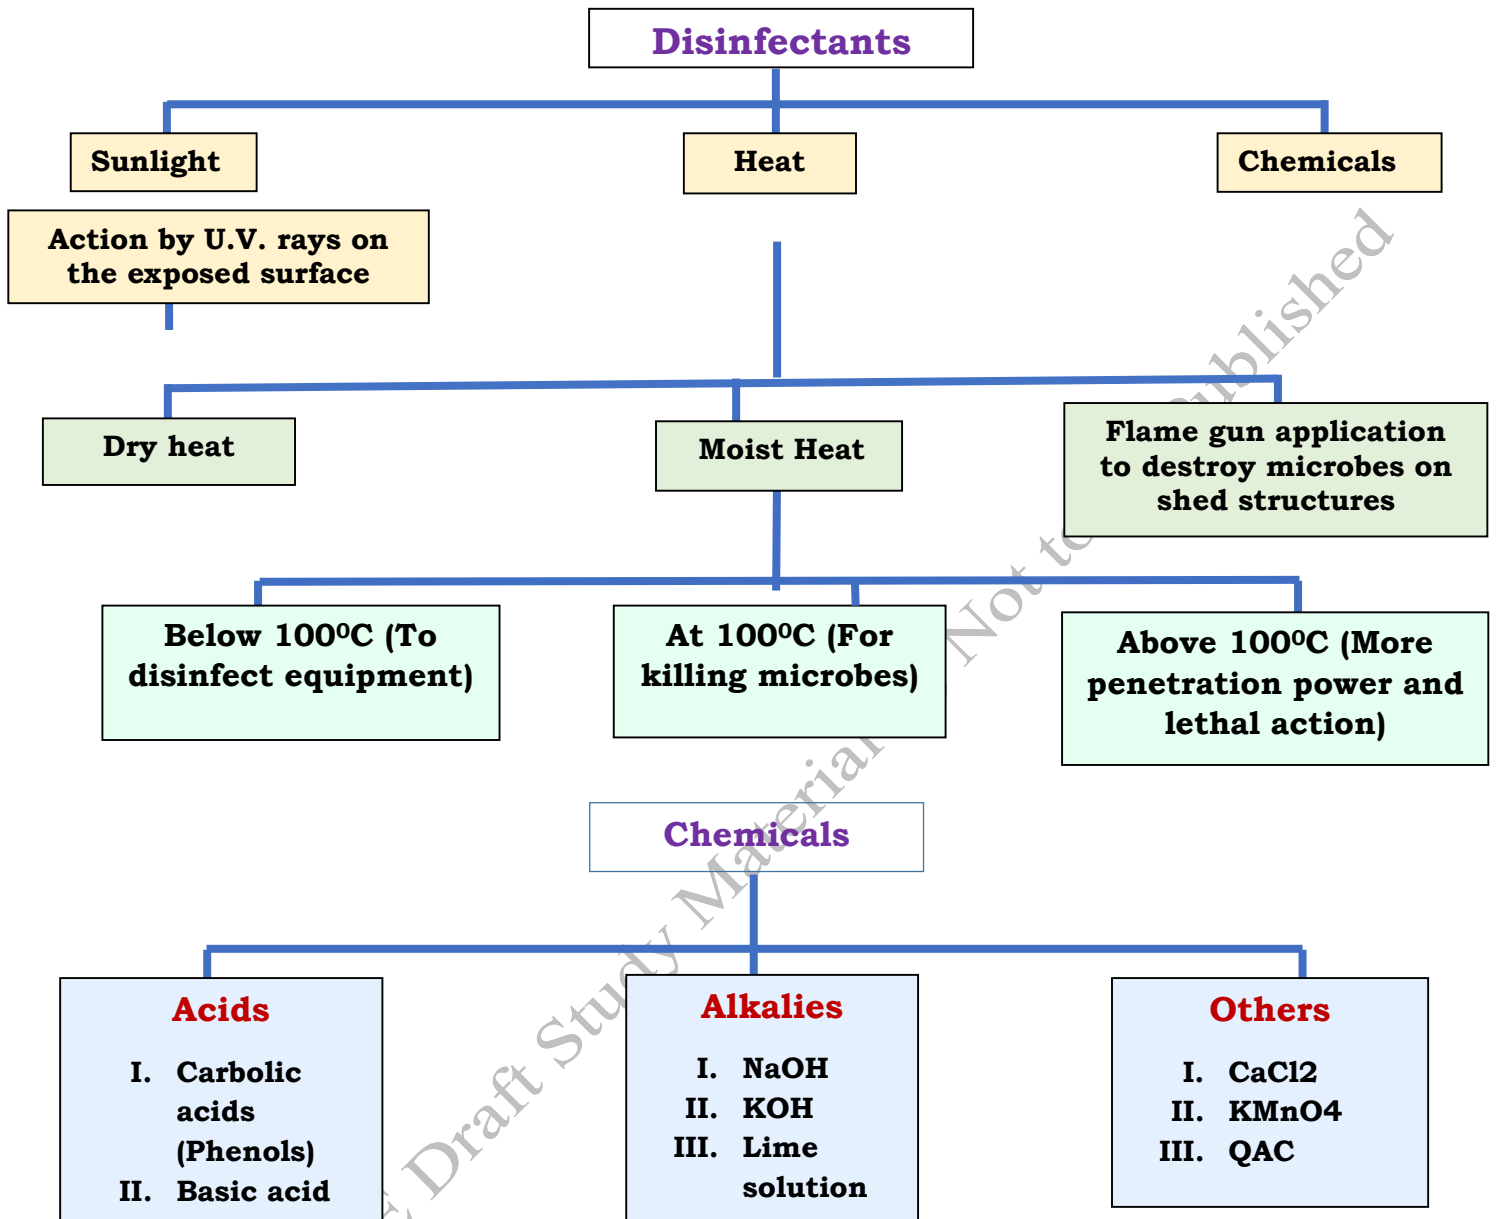 Disinfectants
Sunlight
Heat
Chemicals
Action by U.V. rays on
the exposed surface
Dry heat
Moist Heat
Flame gun application
to destroy microbes on
shed structures
Below 100⁰C (To
disinfect equipment)
At 100⁰C (For
killing microbes)
Above 100⁰C (More
penetration power and
lethal action)
Chemicals
Acids
I. Carbolic
acids
(Phenols)
II. Basic acid
Alkalies
I. NaOH
II. KOH
III. Lime
solution
Others
I. CaCl2
II. KMnO4
III. QAC
Draft Study Material Not to Published